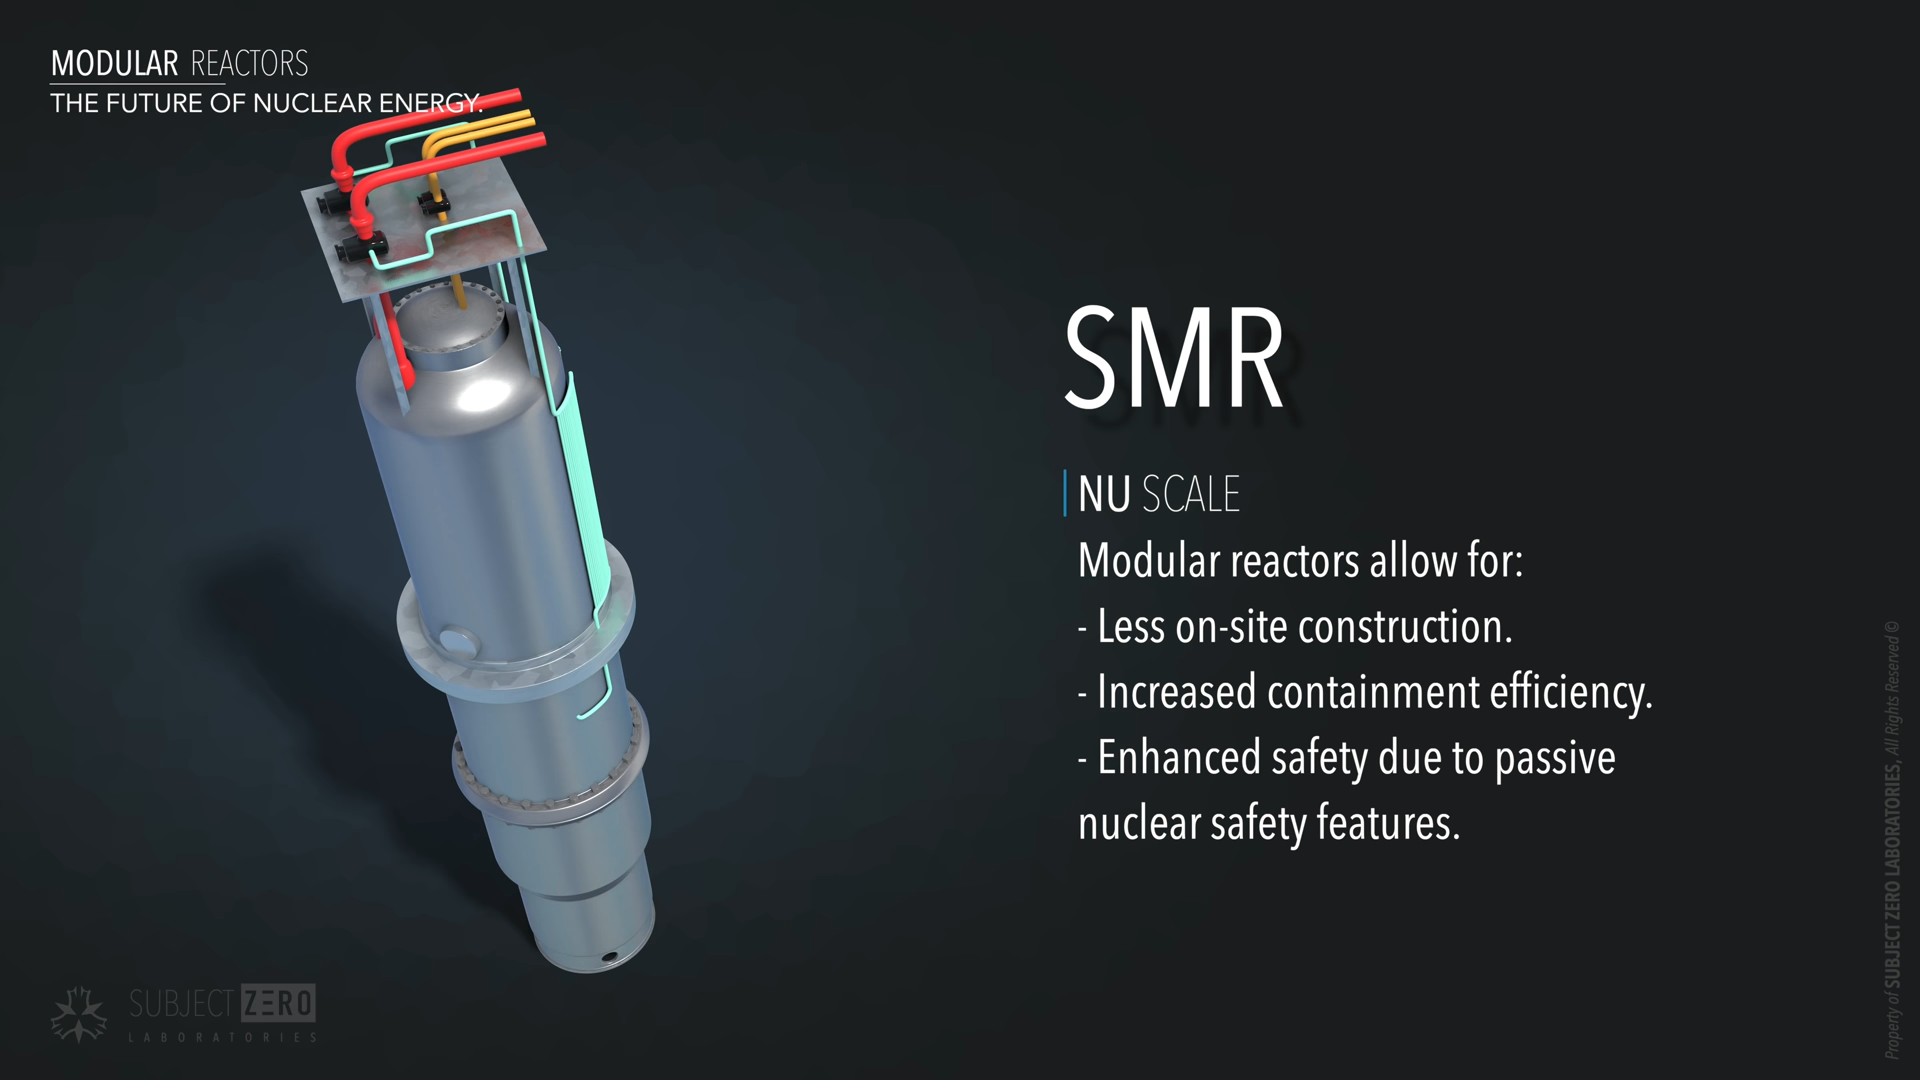 MODULAR REACTORS
THE FUTURE OF NUCLEAR ENERGY.
SMR
NU SCALE
Modular reactors allow for:
- Less on-site construction.
- Increased containment efficiency.
- Enhanced safety due to passive
nuclear safety features.
SUBJECT ZERO
LABORATORIES
Property of SUBJECT ZERO LABORATORIES, All Rights Reserved ©